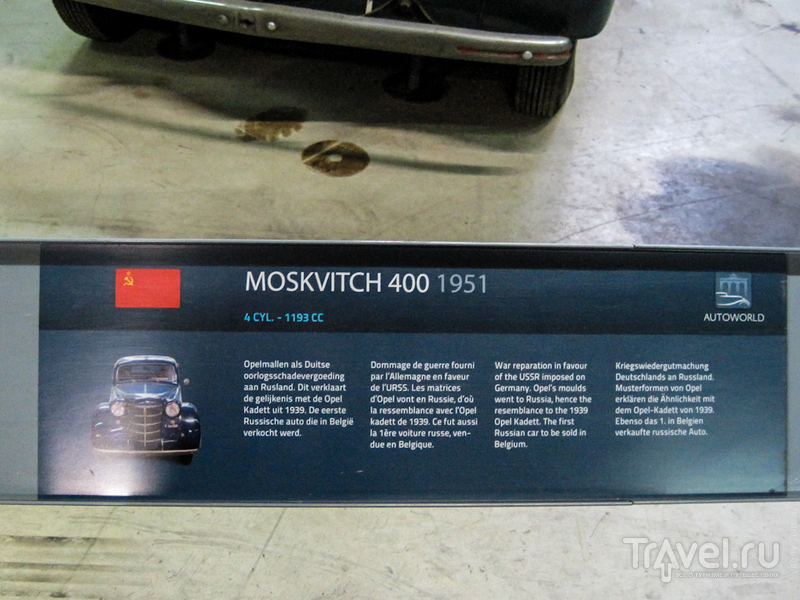 MOSKVITCH 400 1951
4 CYL. - 1193 CC
AUTOWORLD
Opelmallen als Duitse
oorlogsschadevergoeding
aan Rusland. Dit verklaart
de gelijkenis met de Opel
Kadett uit 1939. De eerste
Russische auto die in België
verkocht werd.
Dommage de guerre fourni
par l'Allemagne en faveur
de l'URSS. Les matrices
d'Opel vont en Russie, d'où
la ressemblance avec l'Opel
kadett de 1939. Ce fut aussi
la 1ère voiture russe, ven-
due en Belgique.
War reparation in favour
of the USSR imposed on
Germany. Opel's moulds
went to Russia, hence the
resemblance to the 1939
Opel Kadett. The first
Russian car to be sold in
Belgium.
Kriegswiedergutmachung
Deutschlands an Russland.
Musterformen von Opel
erklären die Ähnlichkeit mit
dem Opel-Kadett von 1939.
Ebenso das 1. in Belgien
verkaufte russische Auto.
TRAVEL.ру
ВСЕ О ТУРИЗМЕ И ПУТЕШЕСТВИЯХ